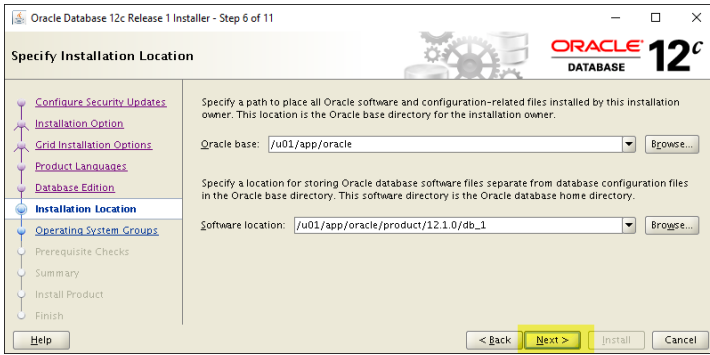 Oracle Database 12c Release 1 Installer - Step 6 of 11
Specify Installation Location
ORACLE
DATABASE
12c
Configure Security Updates
Installation Option
Grid Installation Options
Product Languages
Database Edition
Installation Location
Operating System Groups
Prerequisite Checks
Summary
Install Product
Finish
Specify a path to place all Oracle software and configuration-related files installed by this installation
owner. This location is the Oracle base directory for the installation owner.
Oracle base: /u01/app/oracle Browse...
Specify a location for storing Oracle database software files separate from database configuration files
in the Oracle base directory. This software directory is the Oracle database home directory.
Software location: /u01/app/oracle/product/12.1.0/db_1 Browse...
Help < Back Next > Install Cancel